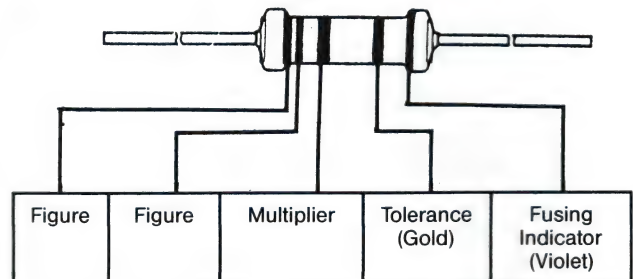 Figure
Figure
Multiplier
Tolerance
(Gold)
Fusing
Indicator
(Violet)